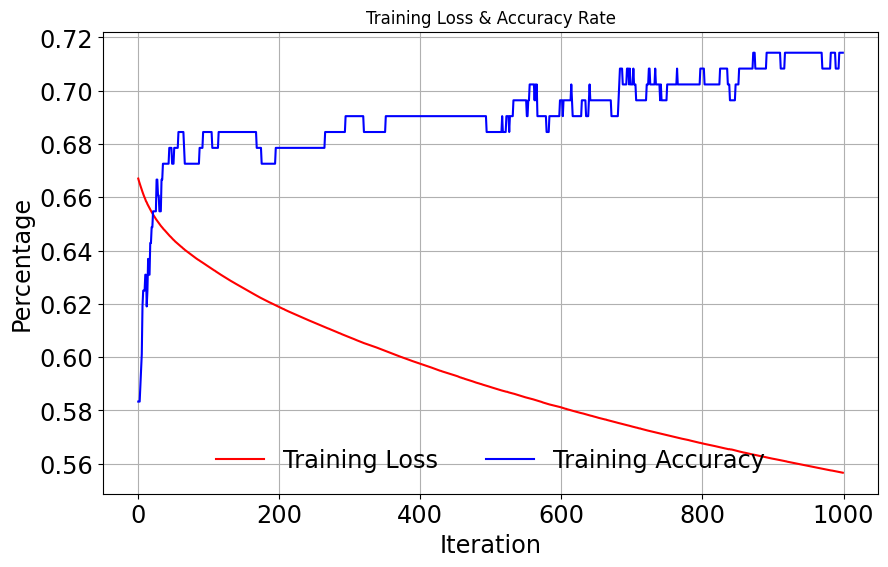 Training Loss & Accuracy Rate
0.72
0.70
0.68
0.66
0.64
0.62
0.60
0.58
0.56
Percentage
Training Loss Training Accuracy
0 200 400 600 800 1000
Iteration